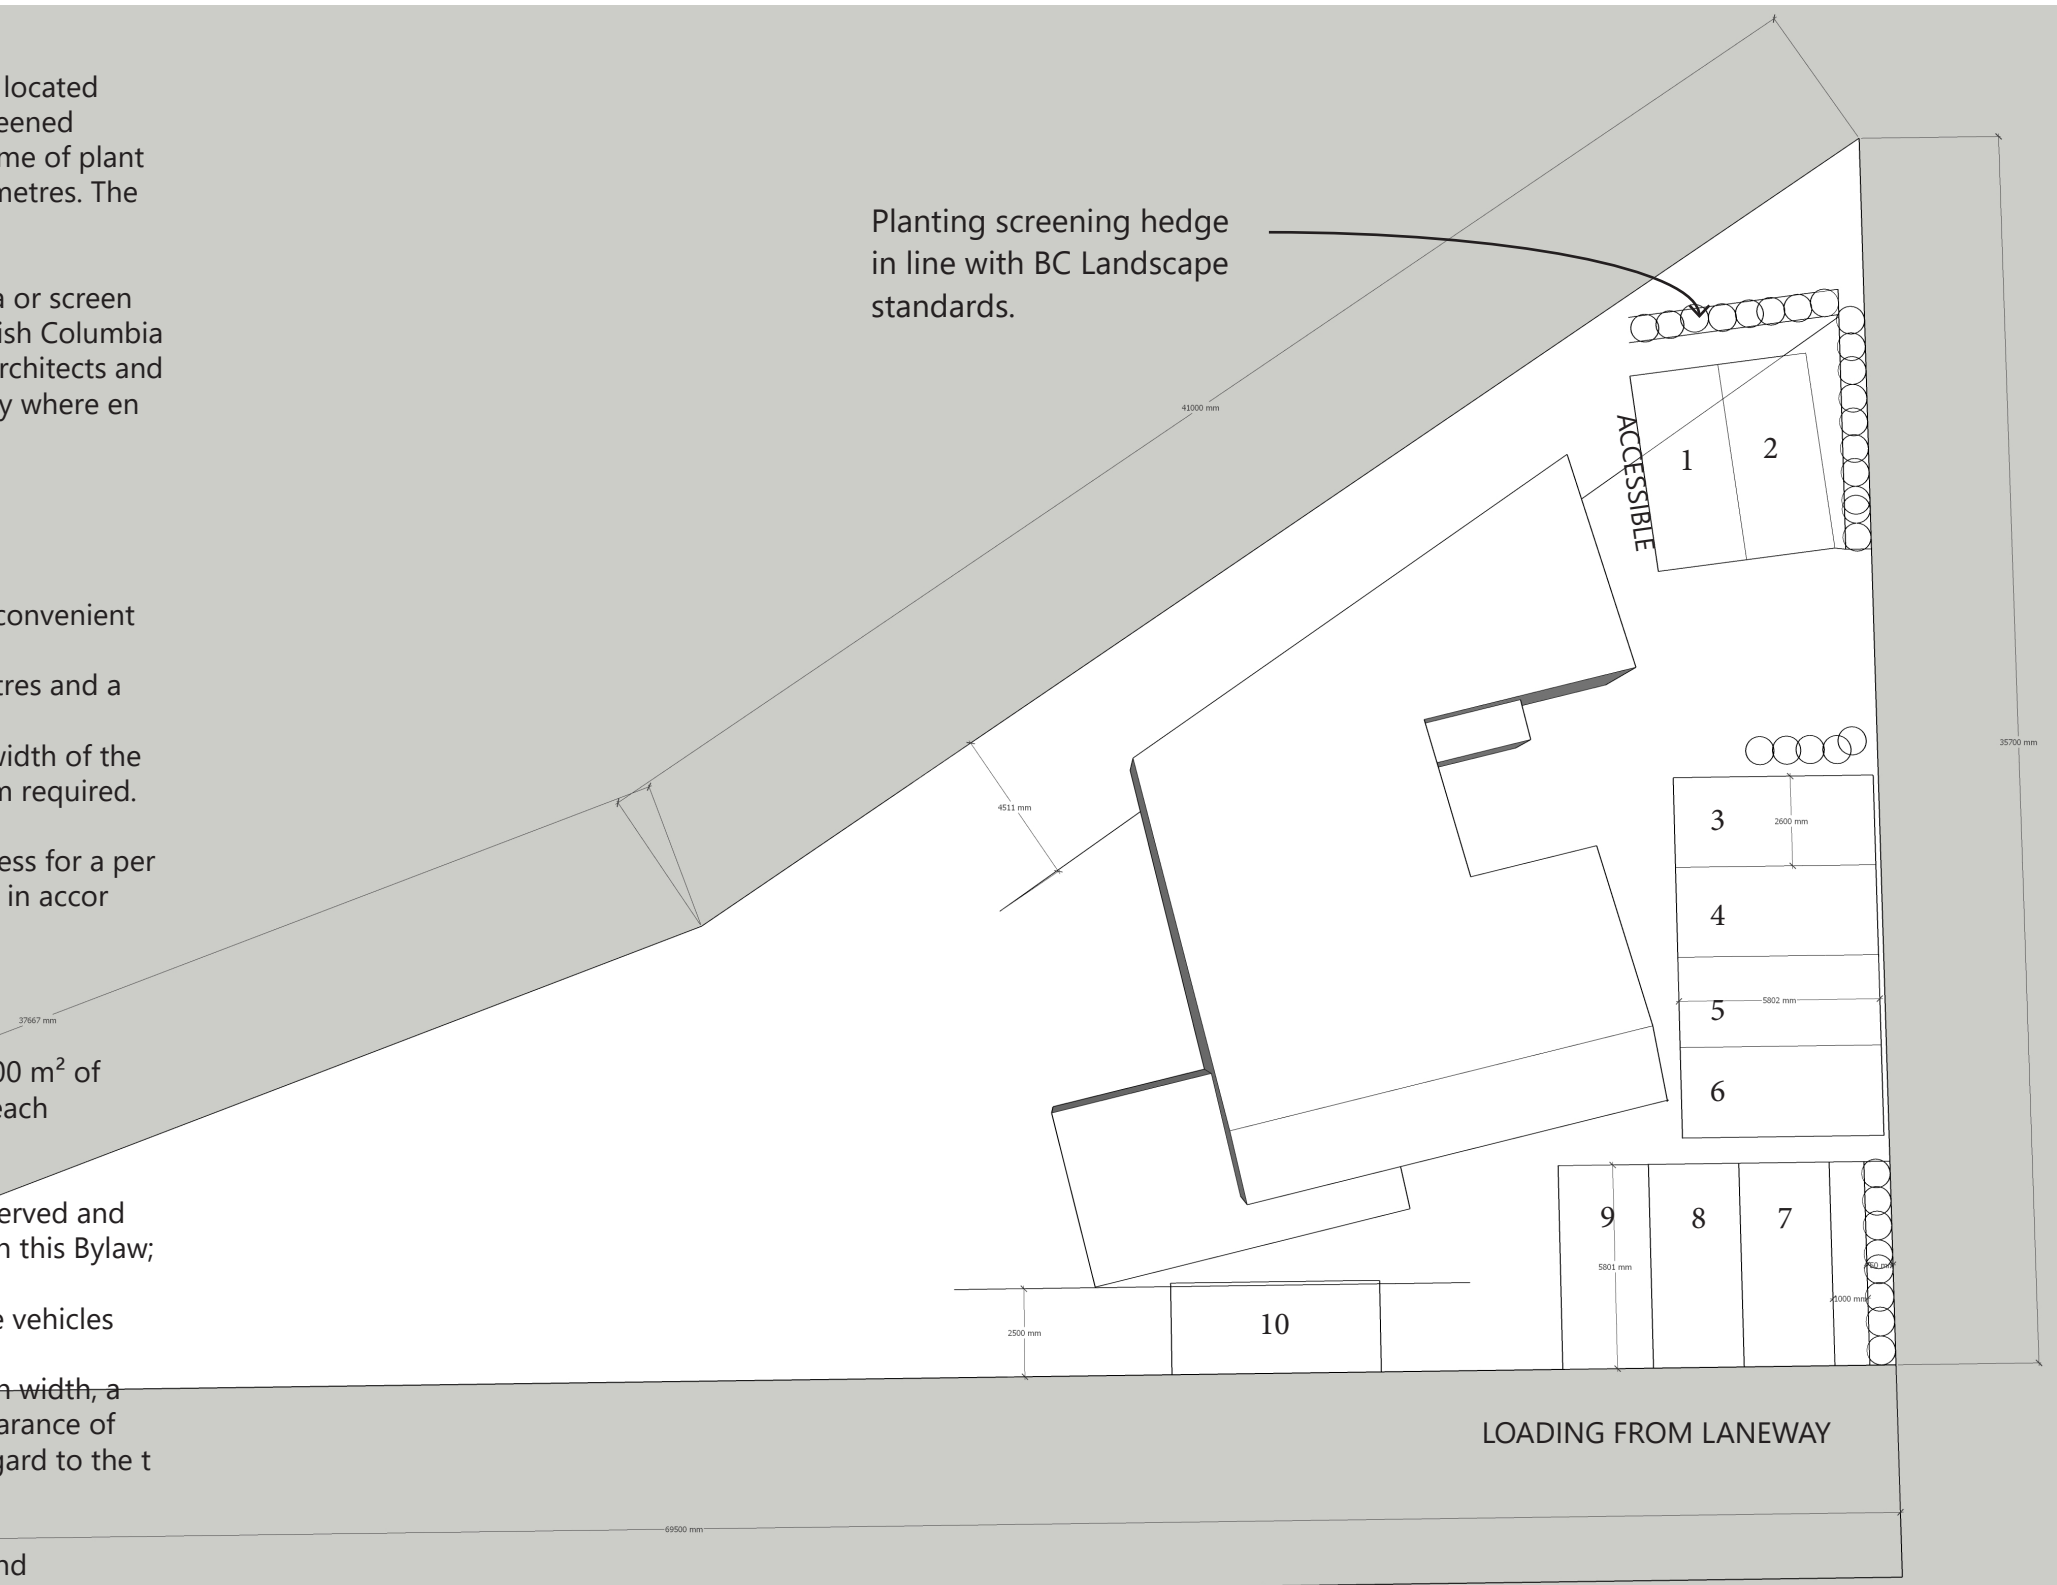 located
eened
me of plant
metres. The
a or screen
ish Columbia
rchitects and
y where en
convenient
tres and a
width of the
m required.
ess for a per
in accor
00 m² of
each
erved and
n this Bylaw;
e vehicles
n width, a
arance of
gard to the t
nd
Planting screening hedge
in line with BC Landscape
standards.
41000 mm
ACCESSIBLE
1
2
35700 mm
4511 mm
3
2600 mm
4
5802 mm
5
6
37667 mm
9
8
7
5801 mm
1000 mm
10
2500 mm
LOADING FROM LANEWAY
69500 mm